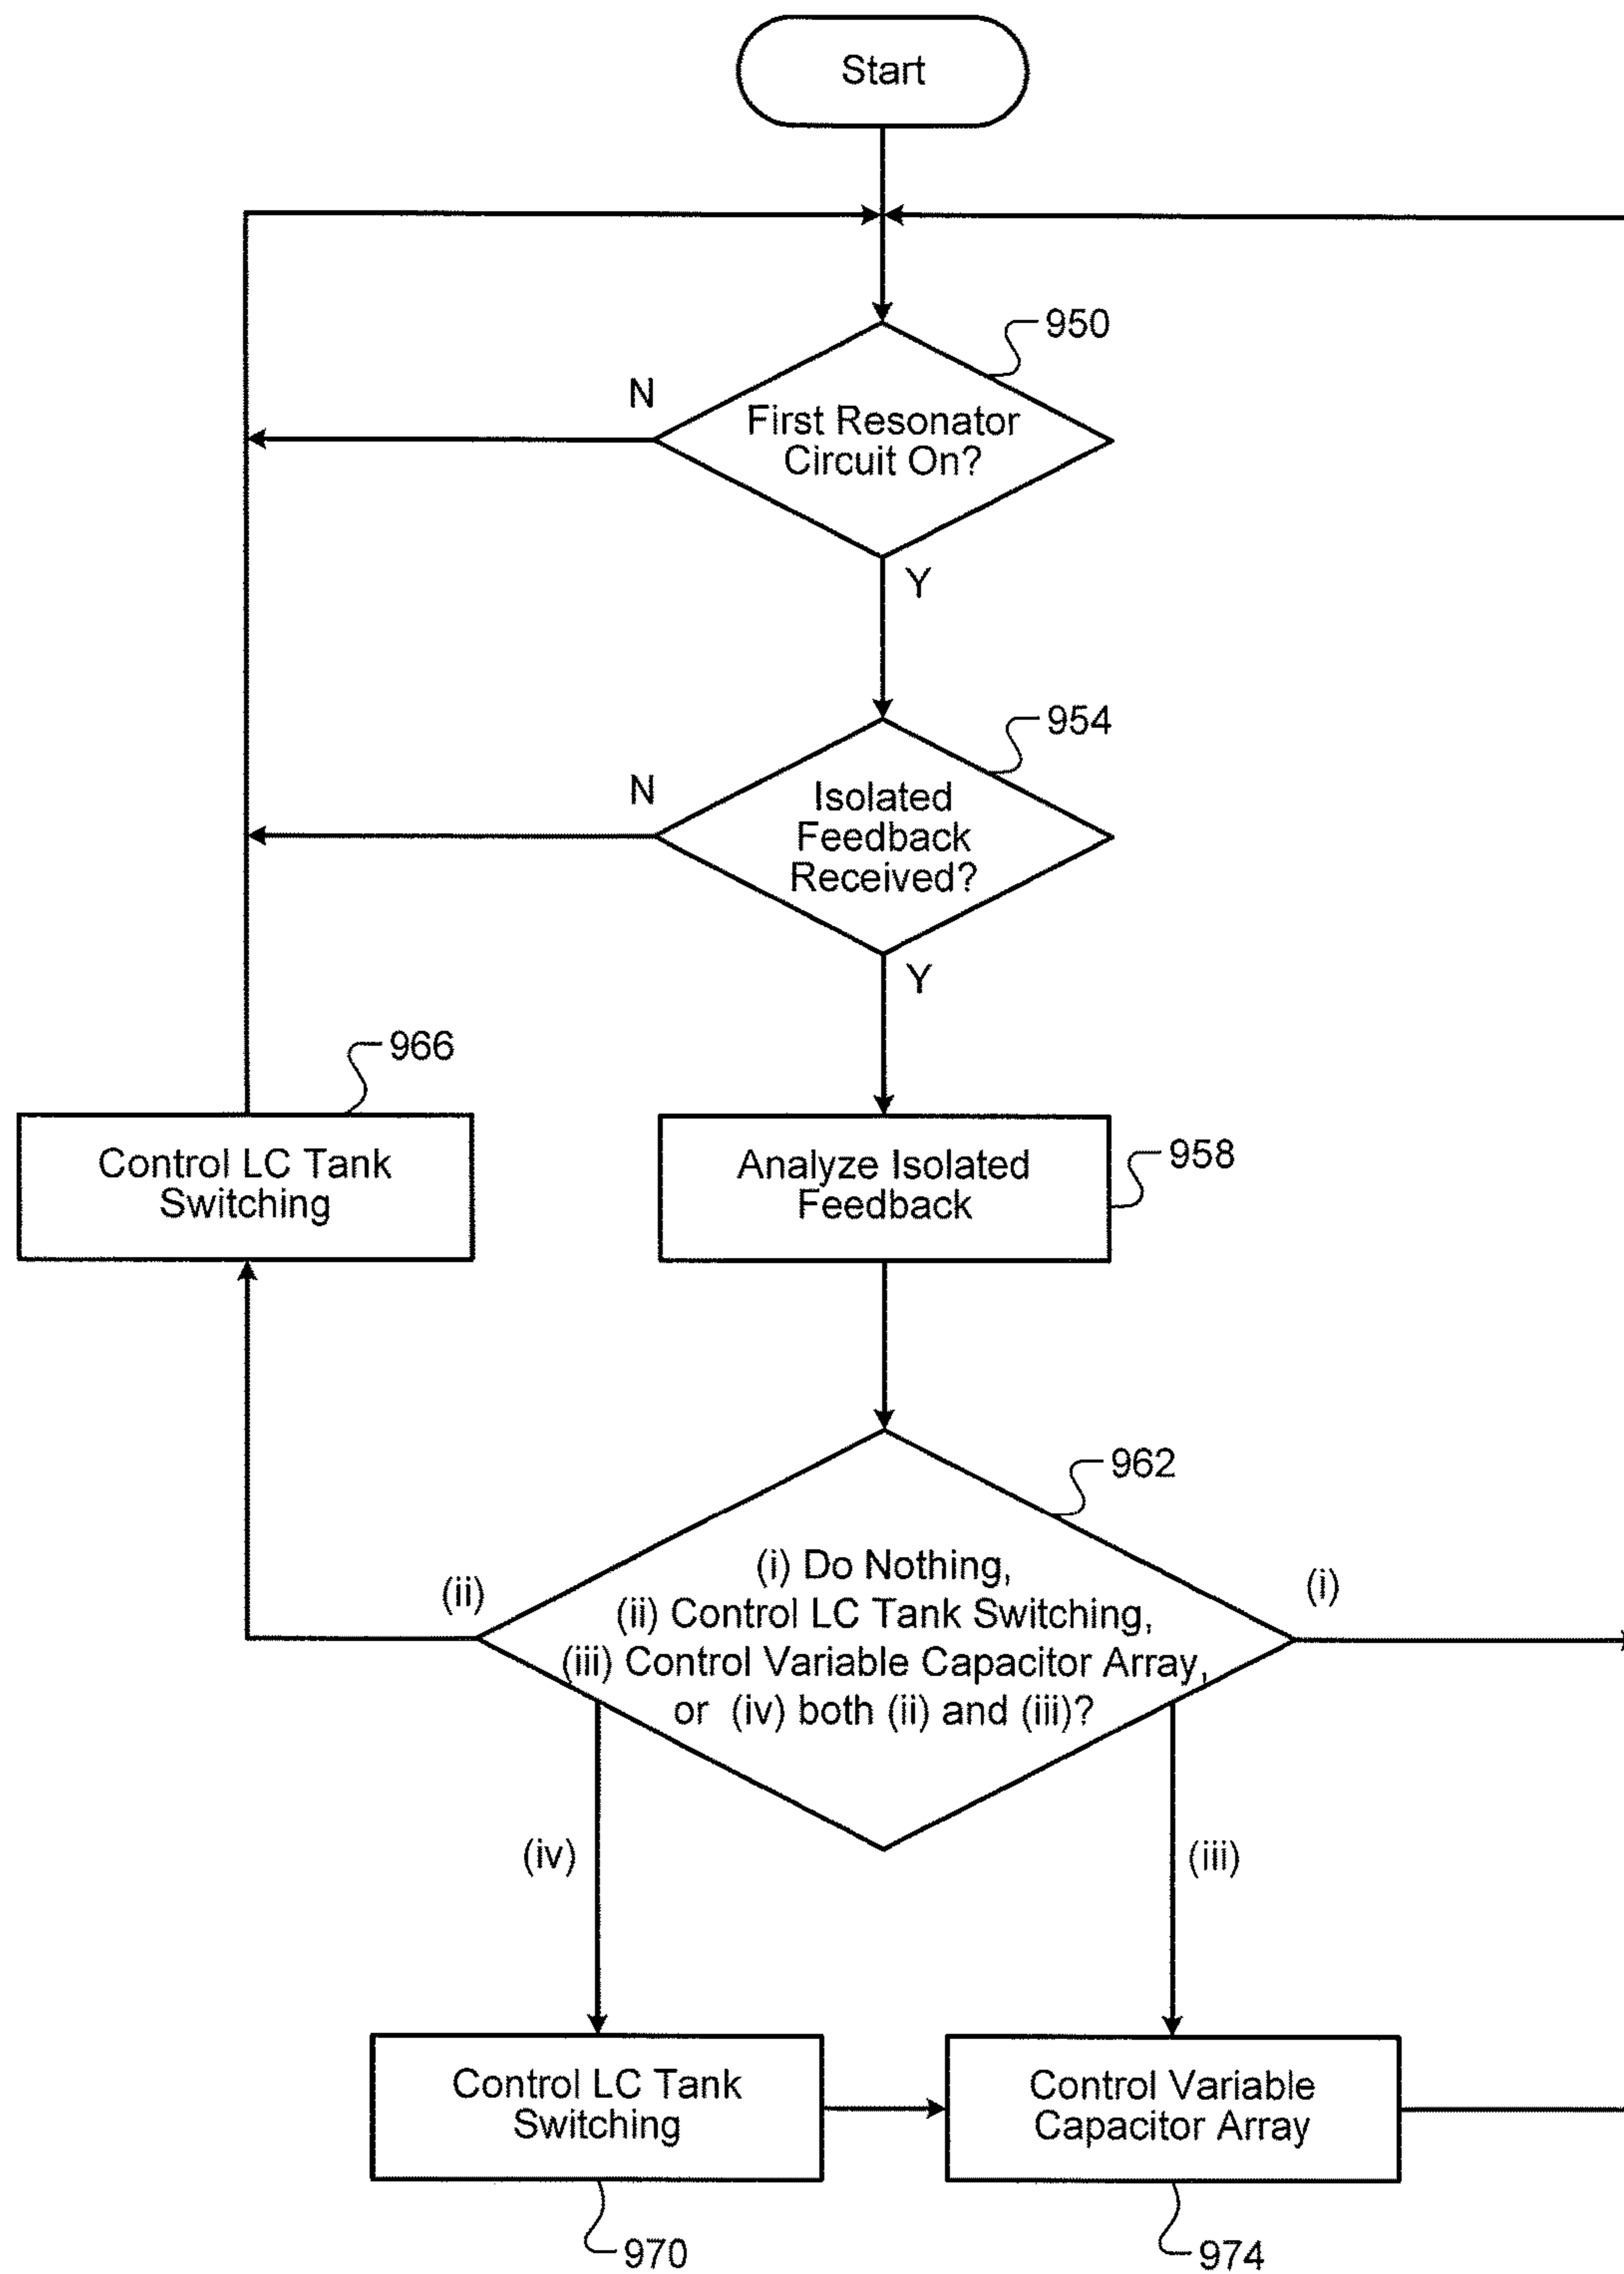 Start
950
N
First Resonator
Circuit On?
Y
954
N
Isolated
Feedback
Received?
Y
966
Control LC Tank
Switching
Analyze Isolated
Feedback
958
962
(i) Do Nothing,
(ii) Control LC Tank Switching,
(iii) Control Variable Capacitor Array,
or (iv) both (ii) and (iii)?
(ii)
(i)
(iv)
(iii)
Control LC Tank
Switching
Control Variable
Capacitor Array
970
974